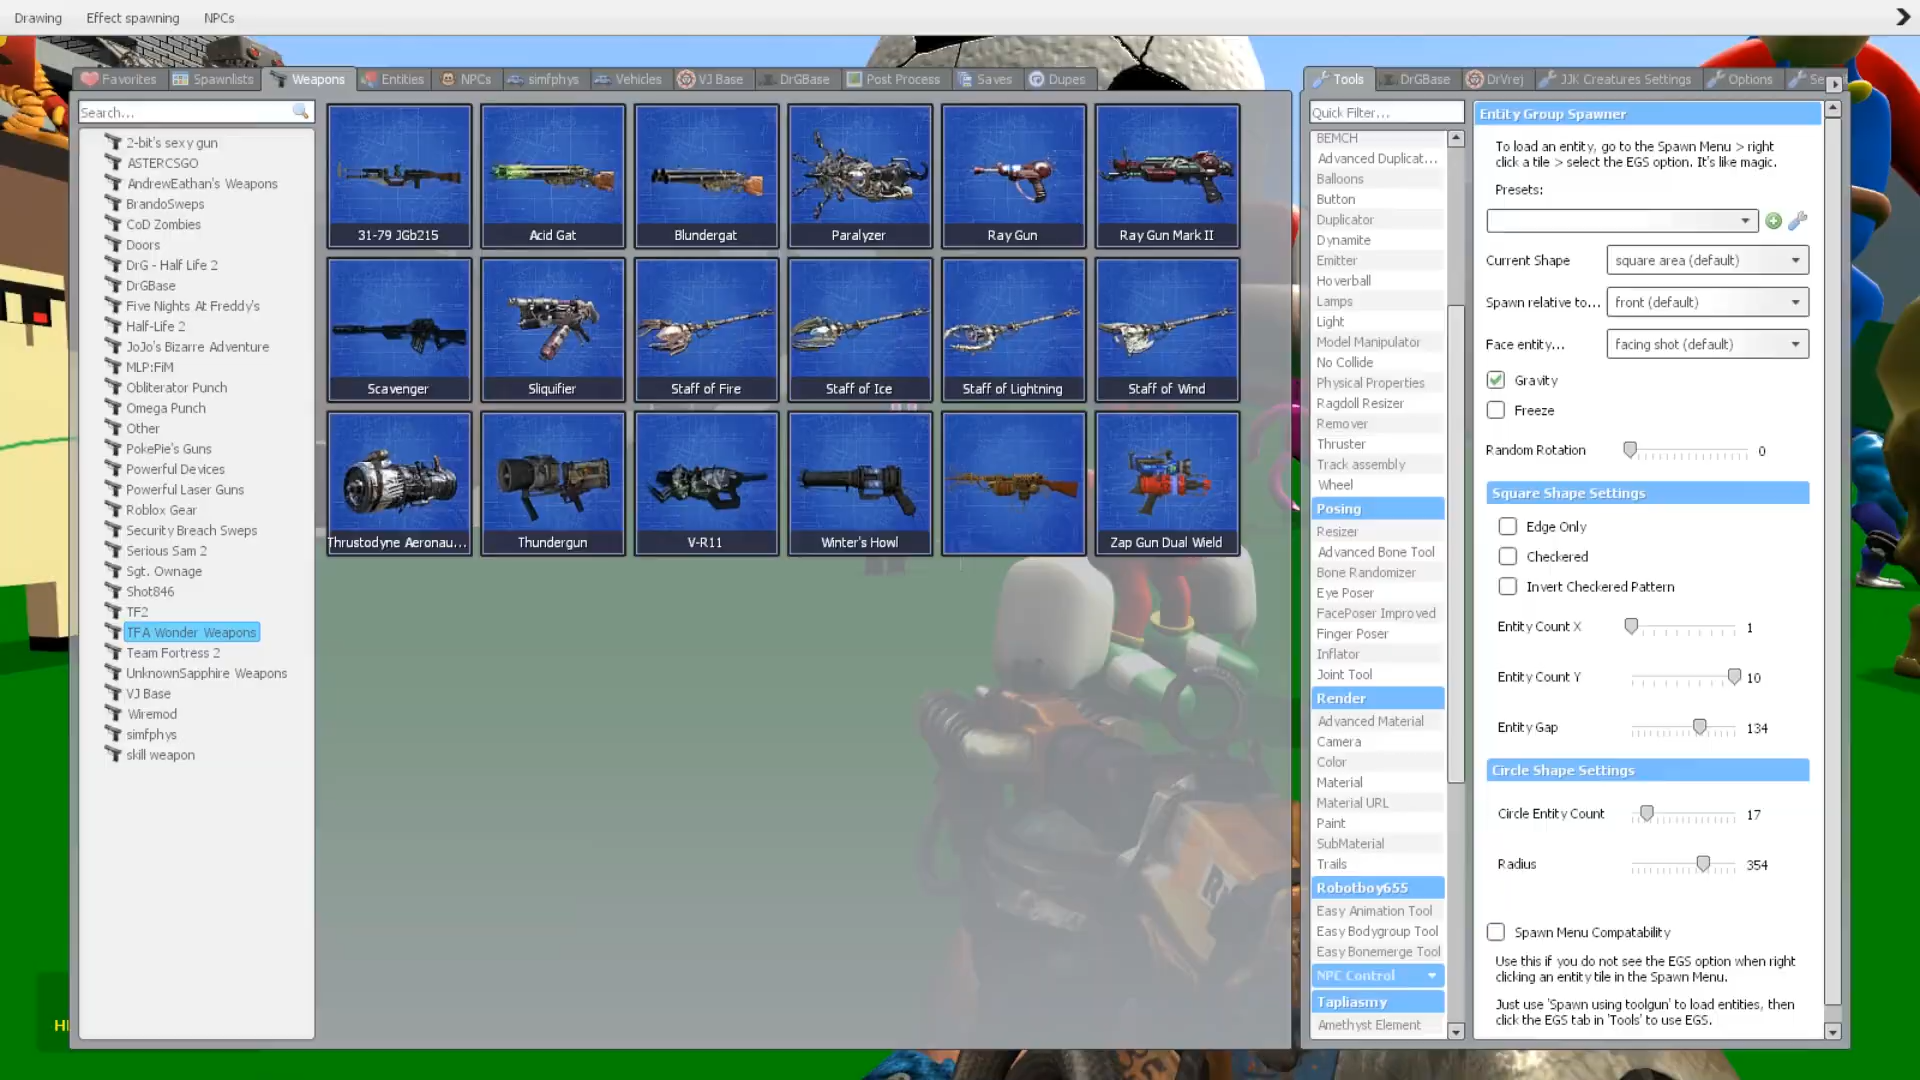 Drawing
Effect spawning
NPCs
Favorites
Spawnlists
Weapons
Entities
NPCs
simfphys
Vehicles
VJ Base
DrGBase
Post Process
Saves
Dupes
Search...
2-bit's sexy gun
ASTERCSGO
AndrewEathan's Weapons
BrandoSweps
CoD Zombies
Doors
DrG - Half Life 2
DrGBase
Five Nights At Freddy's
Half-Life 2
JoJo's Bizarre Adventure
MLP:FiM
Obliterator Punch
Omega Punch
Other
PokePie's Guns
Powerful Devices
Powerful Laser Guns
Roblox Gear
Security Breach Sweps
Serious Sam 2
Sgt. Ownage
Shot846
TF2
TFA Wonder Weapons
Team Fortress 2
UnknownSapphire Weapons
VJ Base
Wiremod
simfphys
skill weapon
31-79 JGb215
Acid Gat
Blundergat
Paralyzer
Ray Gun
Ray Gun Mark II
Scavenger
Sliquifier
Staff of Fire
Staff of Ice
Staff of Lightning
Staff of Wind
Thrustodyne Aeronau...
Thundergun
V-R11
Winter's Howl
Zap Gun Dual Wield
Tools
DrGBase
DrVrej
JJK Creatures Settings
Options
Se
Quick Filter...
BEMCH
Advanced Duplicat...
Balloons
Button
Duplicator
Dynamite
Emitter
Hoverball
Lamps
Light
Model Manipulator
No Collide
Physical Properties
Ragdoll Resizer
Remover
Thruster
Track assembly
Wheel
Posing
Resizer
Advanced Bone Tool
Bone Randomizer
Eye Poser
FacePoser Improved
Finger Poser
Inflator
Joint Tool
Render
Advanced Material
Camera
Color
Material
Material URL
Paint
SubMaterial
Trails
Robotboy655
Easy Animation Tool
Easy Bodygroup Tool
Easy Bonemerge Tool
NPC Control
Tapliasmy
Amethyst Element
Entity Group Spawner
To load an entity, go to the Spawn Menu > right
click a tile > select the EGS option. It's like magic.
Presets:
Current Shape
square area (default)
Spawn relative to...
front (default)
Face entity...
facing shot (default)
Gravity
Freeze
Random Rotation
0
Square Shape Settings
Edge Only
Checkered
Invert Checkered Pattern
Entity Count X
1
Entity Count Y
10
Entity Gap
134
Circle Shape Settings
Circle Entity Count
17
Radius
354
Spawn Menu Compatability
Use this if you do not see the EGS option when right
clicking an entity tile in the Spawn Menu.
Just use 'Spawn using toolgun' to load entities, then
click the EGS tab in 'Tools' to use EGS.